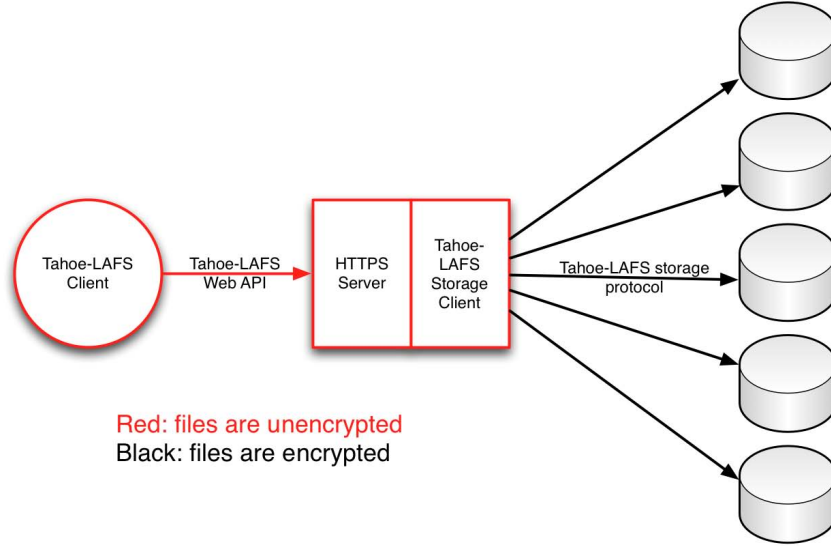 Tahoe-LAFS
Client
Tahoe-LAFS
Web API
HTTPS
Server
Tahoe-
LAFS
Storage
Client
Tahoe-LAFS storage
protocol
Red: files are unencrypted
Black: files are encrypted